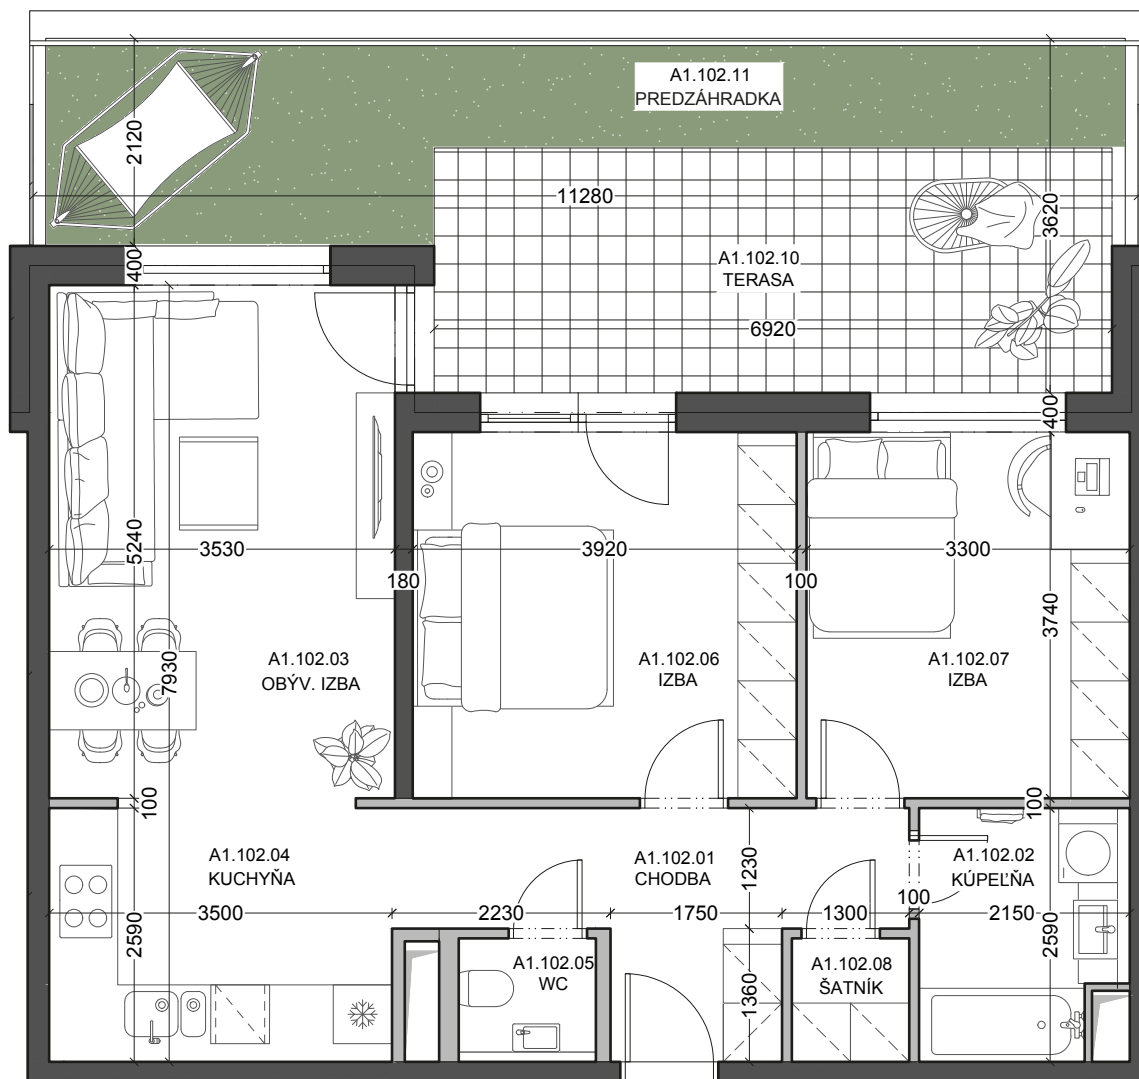 A1.102.11
PREDZÁHRADKA
2120
11280
3620
A1.102.10
TERASA
400
6920
400
5240
3530
3920
3300
180
100
3740
7930
A1.102.03
OBÝV. IZBA
A1.102.06
IZBA
A1.102.07
IZBA
100
100
A1.102.04
KUCHYŇA
A1.102.01
CHODBA
1230
A1.102.02
KÚPEĽŇA
100
3500
2230
1750
1300
2150
2590
2590
A1.102.05
WC
1360
A1.102.08
ŠATNÍK